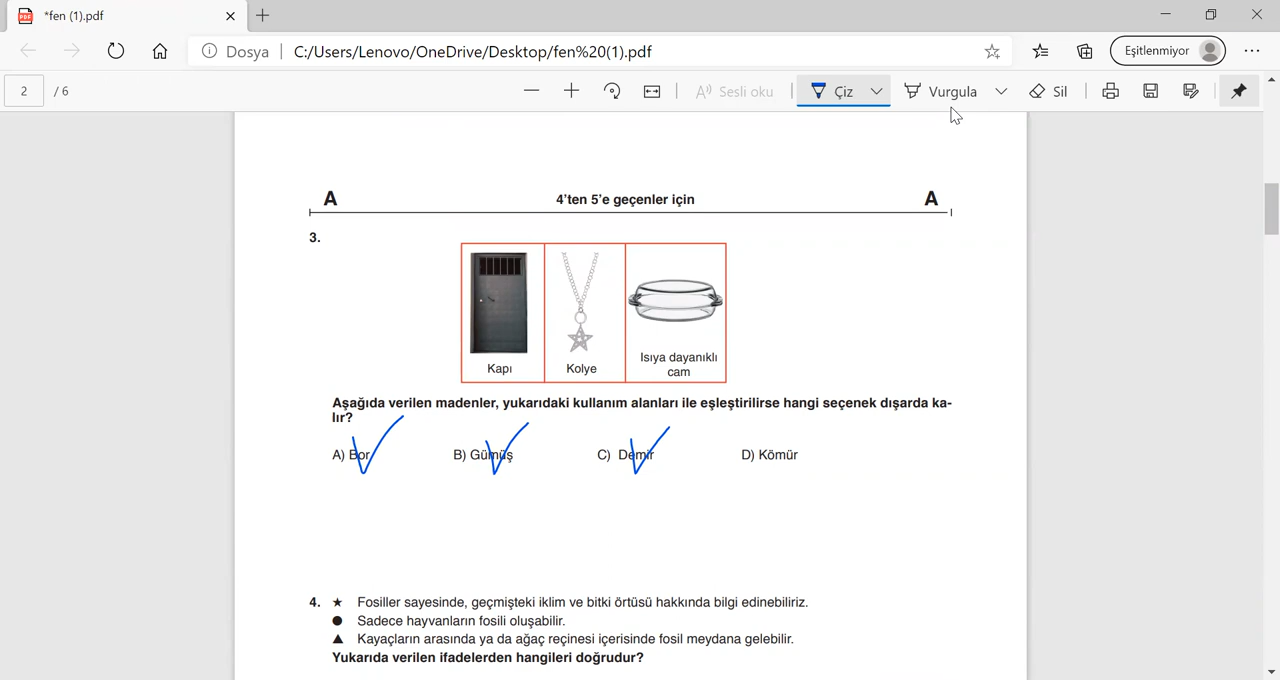 *fen (1).pdf
Dosya | C:/Users/Lenovo/OneDrive/Desktop/fen%20(1).pdf
Eşitlenmiyor
2 / 6
A⁾⁾ Sesli oku
Çiz
Vurgula
Sil
A 4'ten 5'e geçenler için A
3.
Kapı Kolye Isıya dayanıklı
cam
Aşağıda verilen madenler, yukarıdaki kullanım alanları ile eşleştirilirse hangi seçenek dışarda ka-
lır?
A) Bor B) Gümüş C) Demir D) Kömür
4. ★ Fosiller sayesinde, geçmişteki iklim ve bitki örtüsü hakkında bilgi edinebiliriz.
● Sadece hayvanların fosili oluşabilir.
▲ Kayaçların arasında ya da ağaç reçinesi içerisinde fosil meydana gelebilir.
Yukarıda verilen ifadelerden hangileri doğrudur?